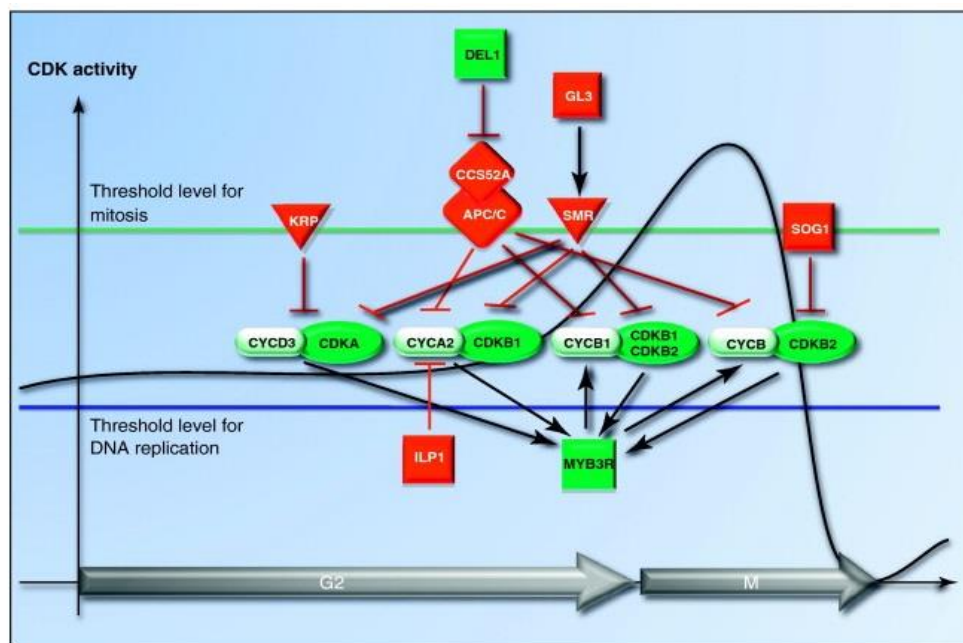 DEL1
CDK activity
GL3
CCS52A
Threshold level for
mitosis
KRP
APC/C
SMR
SOG1
CYCD3
CDKA
CYCA2
CDKB1
CYCB1
CDKB1
CDKB2
CYCB
CDKB2
Threshold level for
DNA replication
ILP1
MYB3R
G2
M